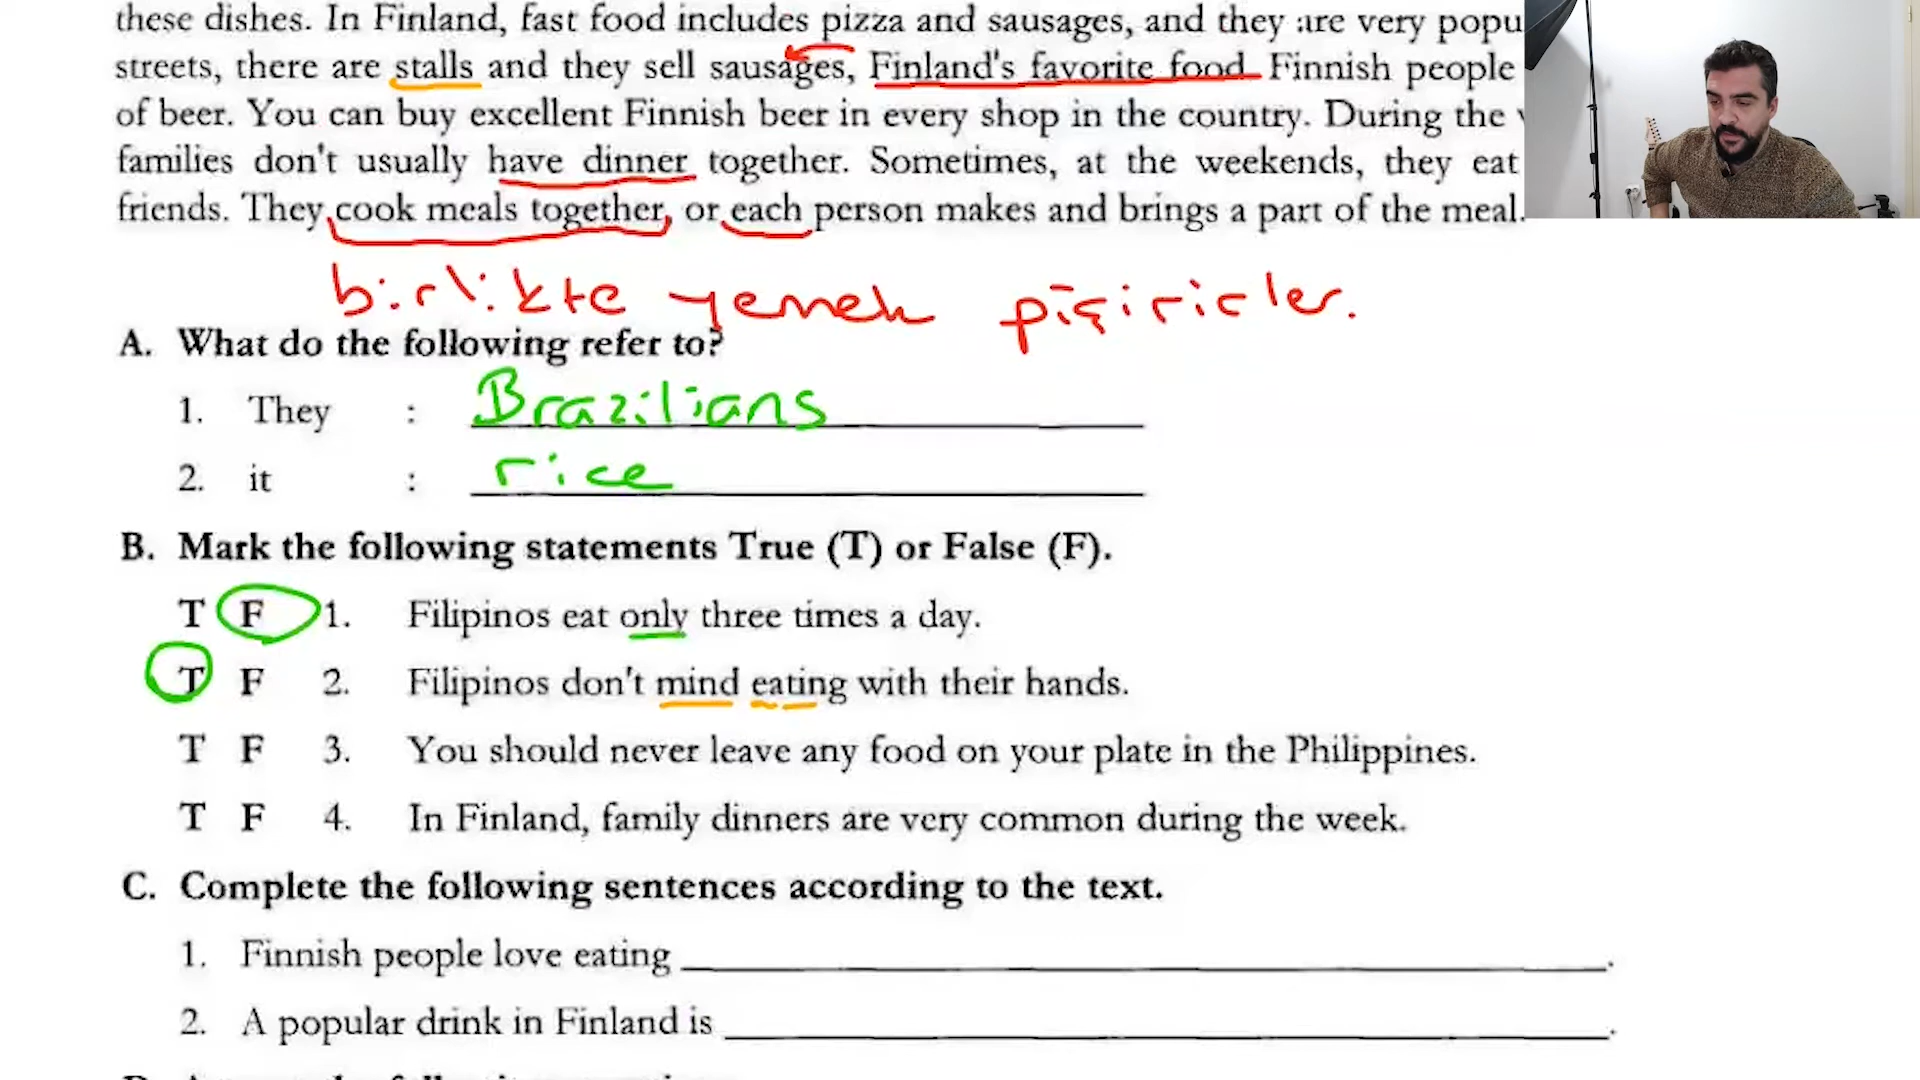 these dishes. In Finland, fast food includes pizza and sausages, and they are very popu
streets, there are stalls and they sell sausages, Finland's favorite food Finnish people
of beer. You can buy excellent Finnish beer in every shop in the country. During the
families don't usually have dinner together. Sometimes, at the weekends, they eat
friends. They cook meals together, or each person makes and brings a part of the meal.
birlikte yemek pişirirler.
A. What do the following refer to?
1. They : Brazilians
2. it : rice
B. Mark the following statements True (T) or False (F).
T F 1. Filipinos eat only three times a day.
T F 2. Filipinos don't mind eating with their hands.
T F 3. You should never leave any food on your plate in the Philippines.
T F 4. In Finland, family dinners are very common during the week.
C. Complete the following sentences according to the text.
1. Finnish people love eating ____.
2. A popular drink in Finland is ____.